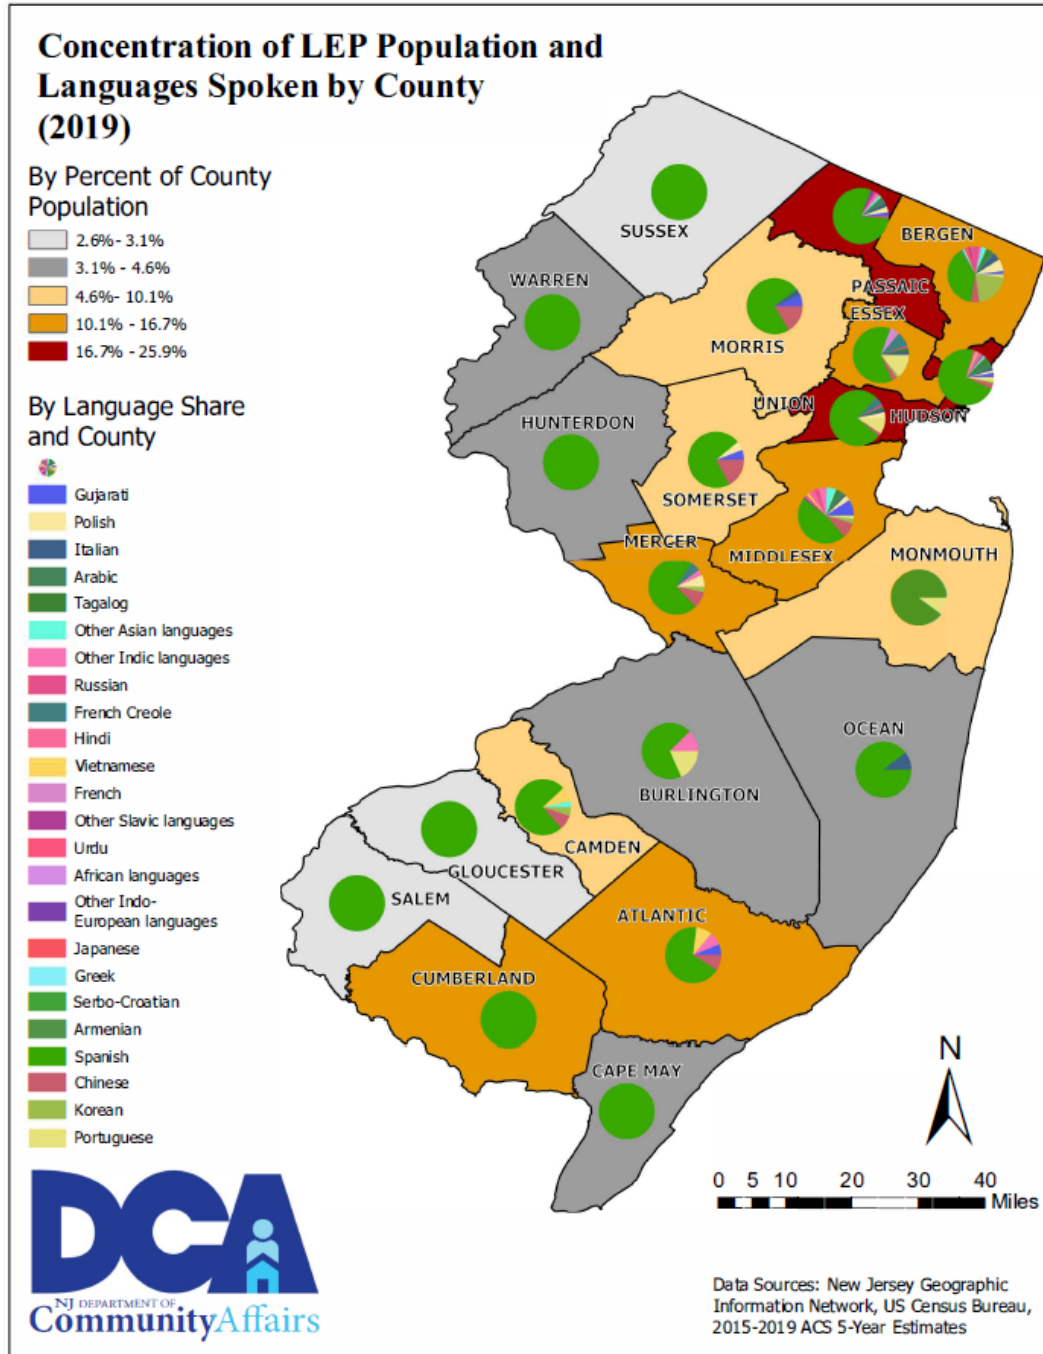 Concentration of LEP Population and
Languages Spoken by County
(2019)
By Percent of County
Population
2.6%- 3.1%
3.1% - 4.6%
4.6%- 10.1%
10.1% - 16.7%
16.7% - 25.9%
By Language Share
and County
Gujarati
Polish
Italian
Arabic
Tagalog
Other Asian languages
Other Indic languages
Russian
French Creole
Hindi
Vietnamese
French
Other Slavic languages
Urdu
African languages
Other Indo-
European languages
Japanese
Greek
Serbo-Croatian
Armenian
Spanish
Chinese
Korean
Portuguese
SUSSEX
BERGEN
WARREN
PASSAIC
ESSEX
MORRIS
UNION
HUDSON
HUNTERDON
SOMERSET
MERCER
MIDDLESEX
MONMOUTH
OCEAN
BURLINGTON
CAMDEN
GLOUCESTER
SALEM
ATLANTIC
CUMBERLAND
CAPE MAY
N
0 5 10 20 30 40
Miles
DCA
NJ DEPARTMENT OF
CommunityAffairs
Data Sources: New Jersey Geographic
Information Network, US Census Bureau,
2015-2019 ACS 5-Year Estimates